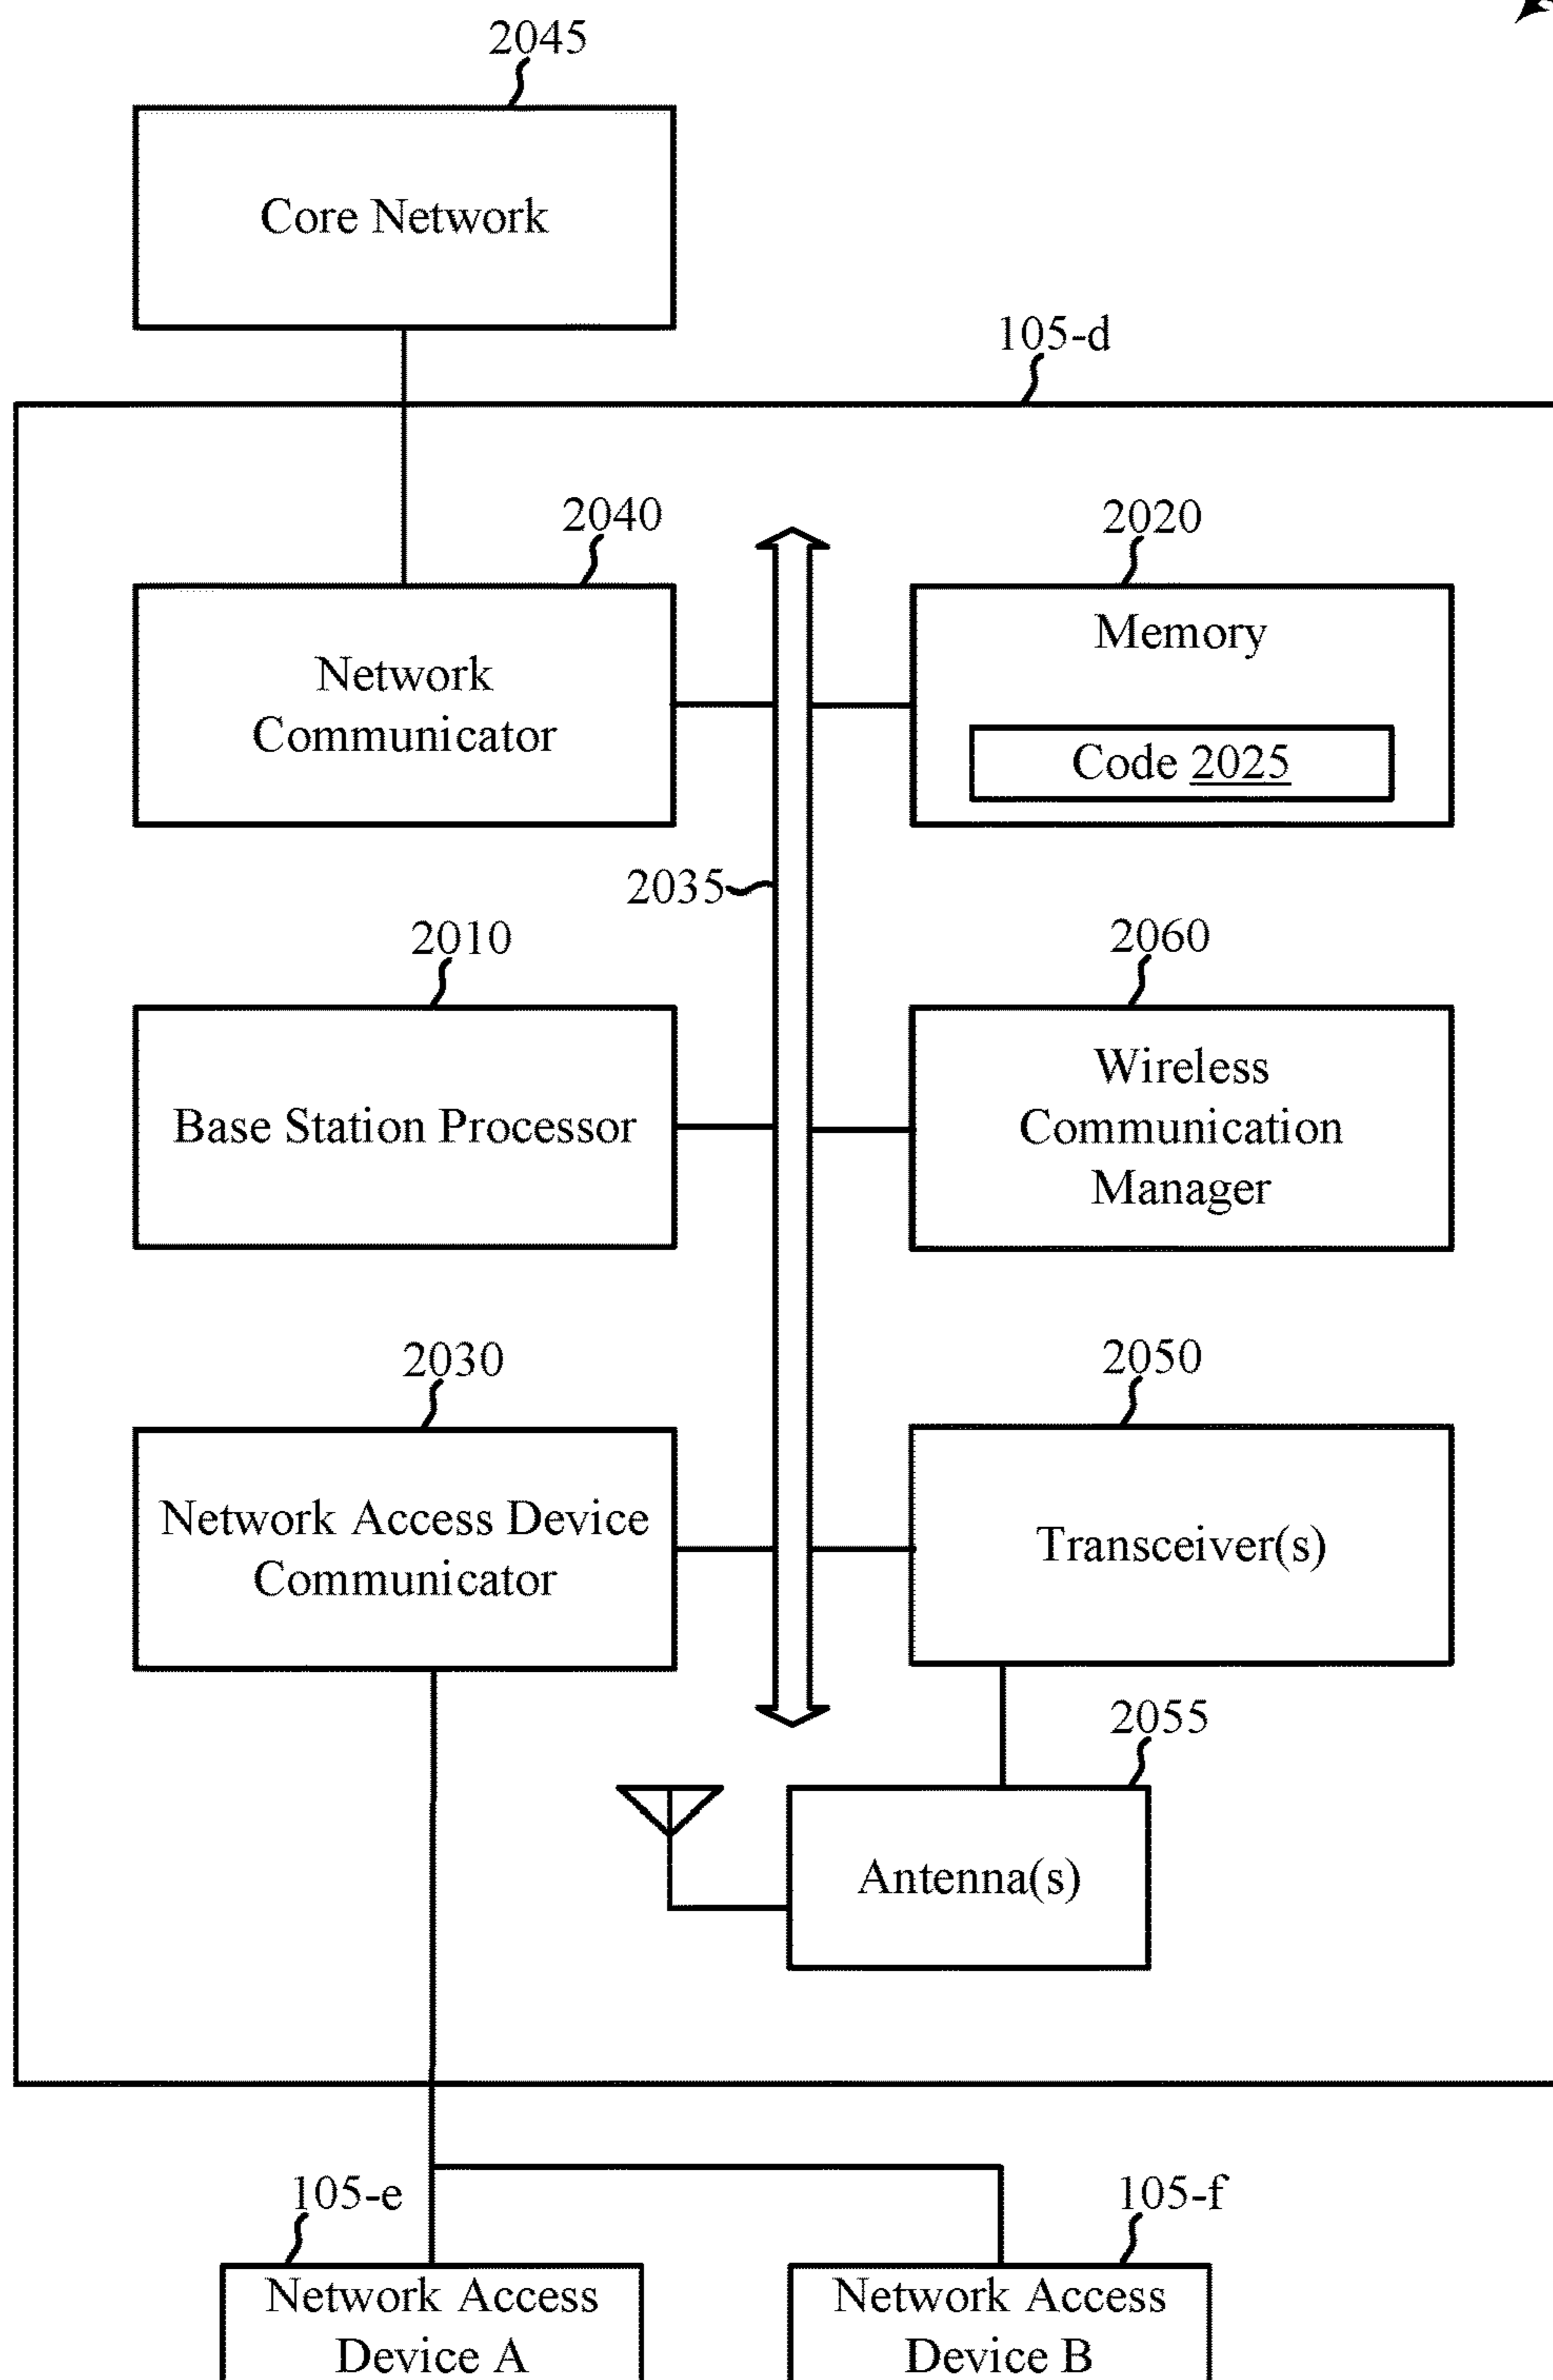 2045
Core Network
105-d
2040
2020
Network
Communicator
Memory
Code 2025
2035
2010
2060
Base Station Processor
Wireless
Communication
Manager
2030
2050
Network Access Device
Communicator
Transceiver(s)
2055
Antenna(s)
105-e
105-f
Network Access
Device A
Network Access
Device B